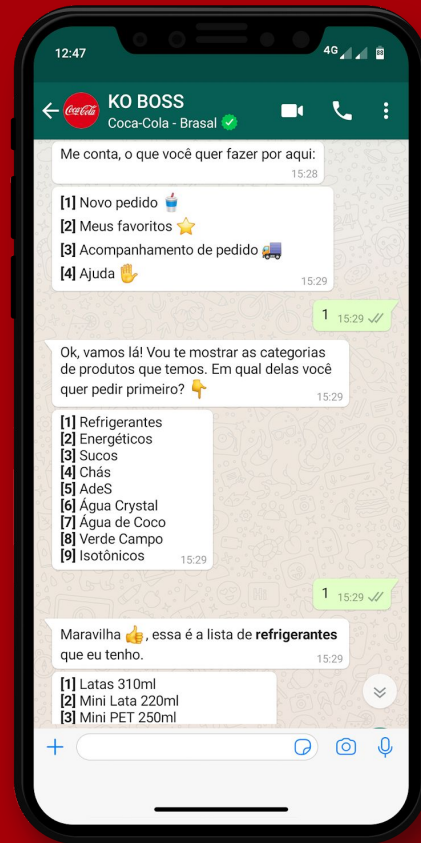 12:47
4G
Coca-Cola
KO BOSS
Coca-Cola - Brasal
Me conta, o que você quer fazer por aqui:
15:28
[1] Novo pedido
[2] Meus favoritos
[3] Acompanhamento de pedido
[4] Ajuda
15:29
1 15:29
Ok, vamos lá! Vou te mostrar as categorias
de produtos que temos. Em qual delas você
quer pedir primeiro?
15:29
[1] Refrigerantes
[2] Energéticos
[3] Sucos
[4] Chás
[5] AdeS
[6] Água Crystal
[7] Água de Coco
[8] Verde Campo
[9] Isotônicos
15:29
1 15:29
Maravilha 👍, essa é a lista de refrigerantes
que eu tenho.
15:29
[1] Latas 310ml
[2] Mini Lata 220ml
[3] Mini PET 250ml